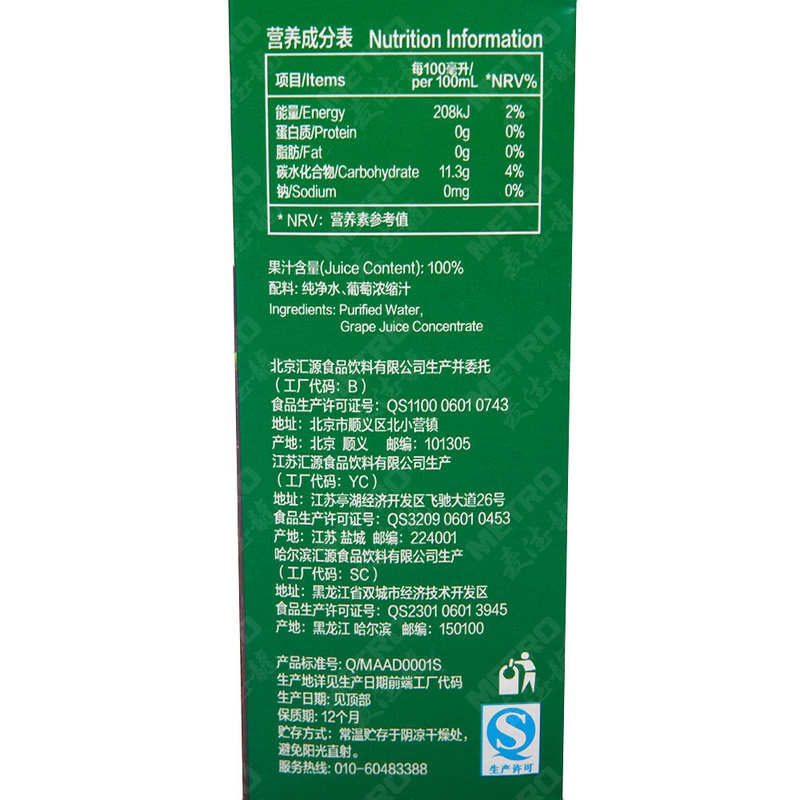 营养成分表 Nutrition Information
项目/Items 每100毫升/per 100mL *NRV%
能量/Energy 208kJ 2%
蛋白质/Protein 0g 0%
脂肪/Fat 0g 0%
碳水化合物/Carbohydrate 11.3g 4%
钠/Sodium 0mg 0%
* NRV：营养素参考值
果汁含量(Juice Content): 100%
配料: 纯净水、葡萄浓缩汁
Ingredients: Purified Water,
Grape Juice Concentrate
北京汇源食品饮料有限公司生产并委托
（工厂代码：B）
食品生产许可证号：QS1100 0601 0743
地址：北京市顺义区北小营镇
产地：北京 顺义 邮编：101305
江苏汇源食品饮料有限公司生产
（工厂代码：YC）
地址：江苏亭湖经济开发区飞驰大道26号
食品生产许可证号：QS3209 0601 0453
产地：江苏 盐城 邮编：224001
哈尔滨汇源食品饮料有限公司生产
（工厂代码：SC）
地址：黑龙江省双城市经济技术开发区
食品生产许可证号：QS2301 0601 3945
产地：黑龙江 哈尔滨 邮编：150100
产品标准号: Q/MAAD0001S
生产地详见生产日期前端工厂代码
生产日期: 见顶部
保质期: 12个月
贮存方式：常温贮存于阴凉干燥处，
避免阳光直射。
服务热线: 010-60483388
生产许可
METRO
麦德龙